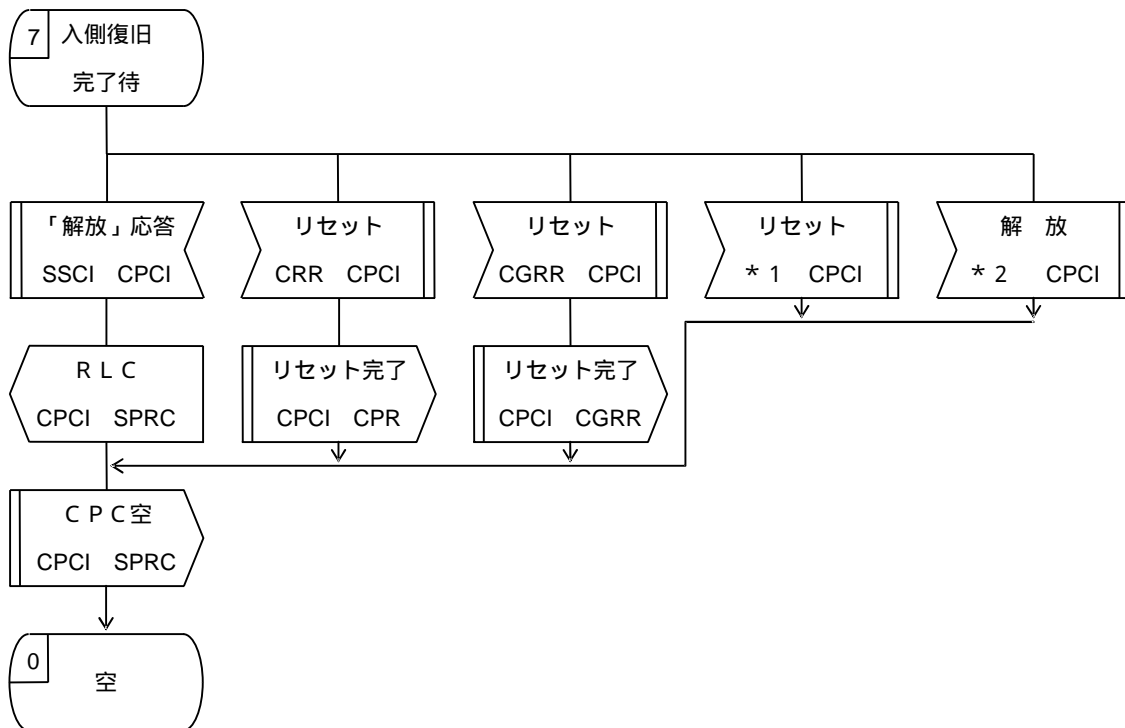 7
入側復旧
完了待
「解放」応答
SSCI CPCI
リセット
CRR CPCI
リセット
CGRR CPCI
リセット
*1 CPCI
解 放
*2 CPCI
RLC
CPCI SPRC
リセット完了
CPCI CPR
リセット完了
CPCI CGRR
CPC空
CPCI SPRC
0
空